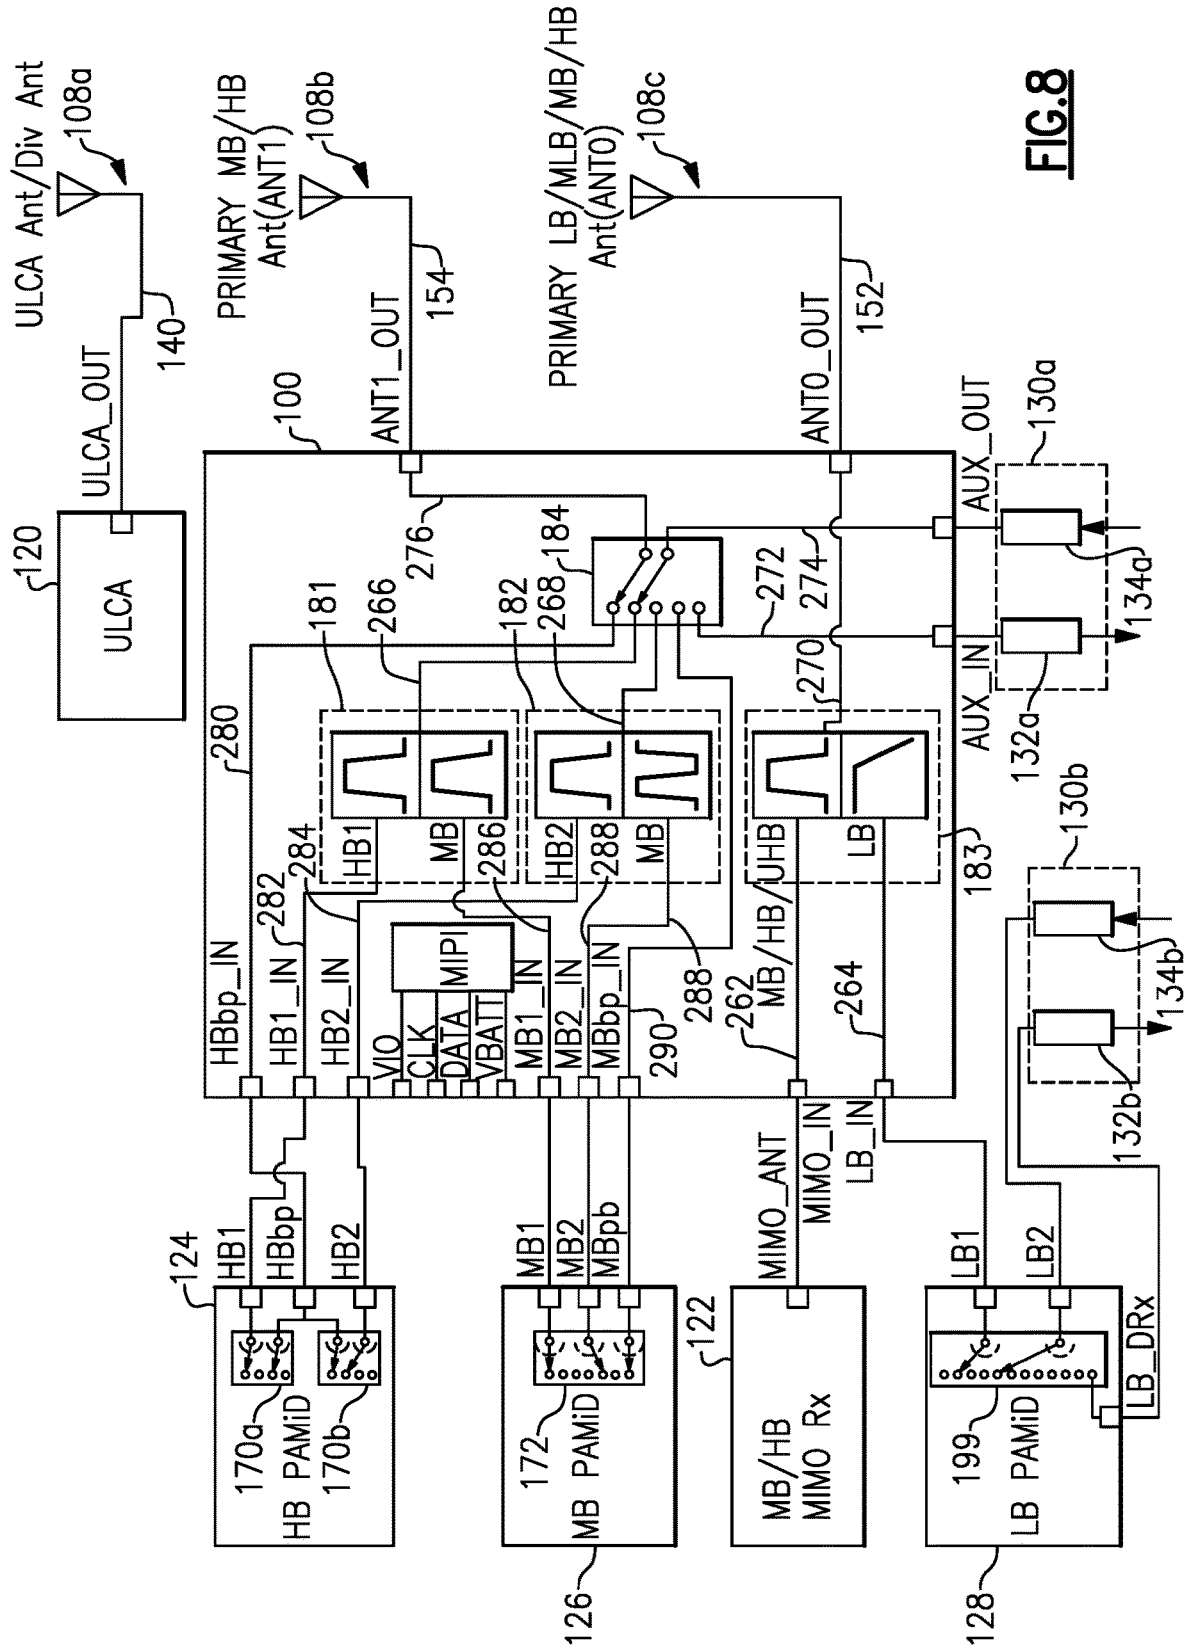 ULCA Ant/Div Ant
108a
140
ULCA_OUT
120
ULCA
PRIMARY MB/HB
Ant(ANT1)
108b
154
ANT1_OUT
PRIMARY LB/MLB/MB/HB
Ant(ANT0)
108c
152
ANT0_OUT
100
276
184
181
266
182
268
272
274
270
280
282
284
286
288
288
290
262
264
183
HB1
MB
HB2
MB
MB/HB/UHB
LB
HBbp_IN
HB1_IN
HB2_IN
MIPI
VIO
CLK
DATA
VBATT
MB1_IN
MB2_IN
MBbp_IN
MIMO_IN
LB_IN
AUX_OUT
AUX_IN
130a
132a
134a
130b
132b
134b
124
HB1
HBbp
HB2
170a
170b
HB PAMiD
126
MB1
MB2
MBpb
172
MB PAMiD
122
MIMO_ANT
MB/HB
MIMO Rx
128
LB1
LB2
LB_DRx
199
LB PAMiD
FIG.8